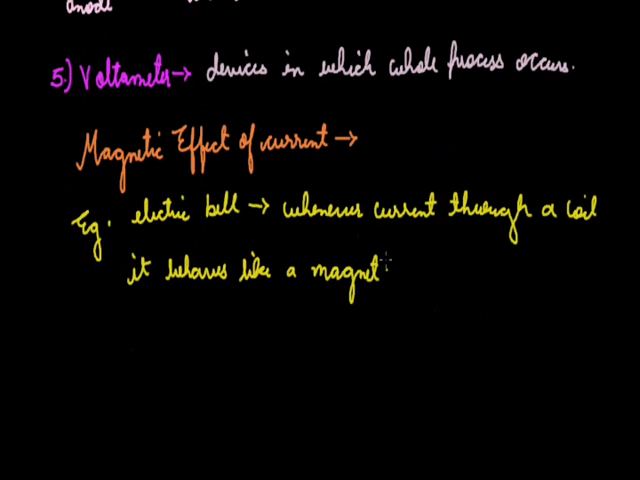 anode
5.) Voltameter → devices in which whole process occurs.
Magnetic Effect of current →
Eg. electric bell → whenever current through a coil
it behaves like a magnet